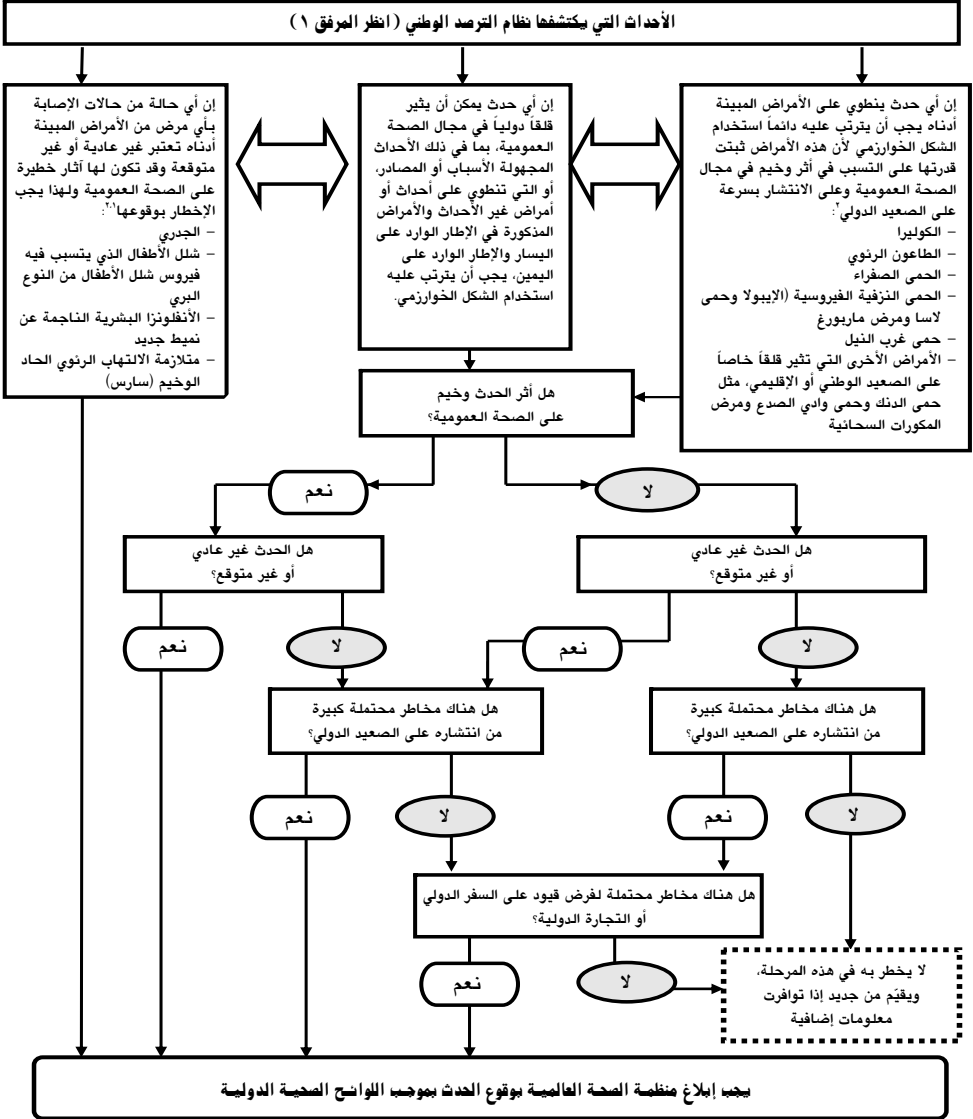 الأحداث التي يكتشفها نظام الترصد الوطني (انظر المرفق ١)
إن أي حدث ينطوي على الأمراض المبينة
أدناه يجب أن يترتب عليه دائماً استخدام
الشكل الخوارزمي لأن هذه الأمراض ثبتت
قدرتها على التسبب في أثر وخيم في مجال
الصحة العمومية وعلى الانتشار بسرعة
على الصعيد الدولي٢:
– الكوليرا
– الطاعون الرئوي
– الحمى الصفراء
– الحمى النزفية الفيروسية (الإيبولا وحمى
لاسا ومرض ماربورغ
– حمى غرب النيل
– الأمراض الأخرى التي تثير قلقاً خاصاً
على الصعيد الوطني أو الإقليمي، مثل
حمى الدنك وحمى وادي الصدع ومرض
المكورات السحائية
إن أي حدث يمكن أن يثير
قلقاً دولياً في مجال الصحة
العمومية، بما في ذلك الأحداث
المجهولة الأسباب أو المصادر،
أو التي تنطوي على أحداث أو
أمراض غير الأحداث والأمراض
المذكورة في الإطار الوارد على
اليسار والإطار الوارد على
اليمين، يجب أن يترتب عليه
استخدام الشكل الخوارزمي.
إن أي حالة من حالات الإصابة
بأي مرض من الأمراض المبينة
أدناه تعتبر غير عادية أو غير
متوقعة وقد تكون لها آثار خطيرة
على الصحة العمومية ولهذا يجب
الإخطار بوقوعها١،٢:
– الجدري
– شلل الأطفال الذي يتسبب فيه
فيروس شلل الأطفال من النوع
البري
– الأنفلونزا البشرية الناجمة عن
نميط جديد
– متلازمة الالتهاب الرئوي الحاد
الوخيم (سارس)
هل أثر الحدث وخيم
على الصحة العمومية؟
لا
نعم
هل الحدث غير عادي
أو غير متوقع؟
هل الحدث غير عادي
أو غير متوقع؟
لا
نعم
لا
نعم
هل هناك مخاطر محتملة كبيرة
من انتشاره على الصعيد الدولي؟
هل هناك مخاطر محتملة كبيرة
من انتشاره على الصعيد الدولي؟
لا
نعم
لا
نعم
هل هناك مخاطر محتملة لفرض قيود على السفر الدولي
أو التجارة الدولية؟
لا
نعم
لا يخطر به في هذه المرحلة،
ويقيّم من جديد إذا توافرت
معلومات إضافية
يجب إبلاغ منظمة الصحة العالمية بوقوع الحدث بموجب اللوائح الصحية الدولية